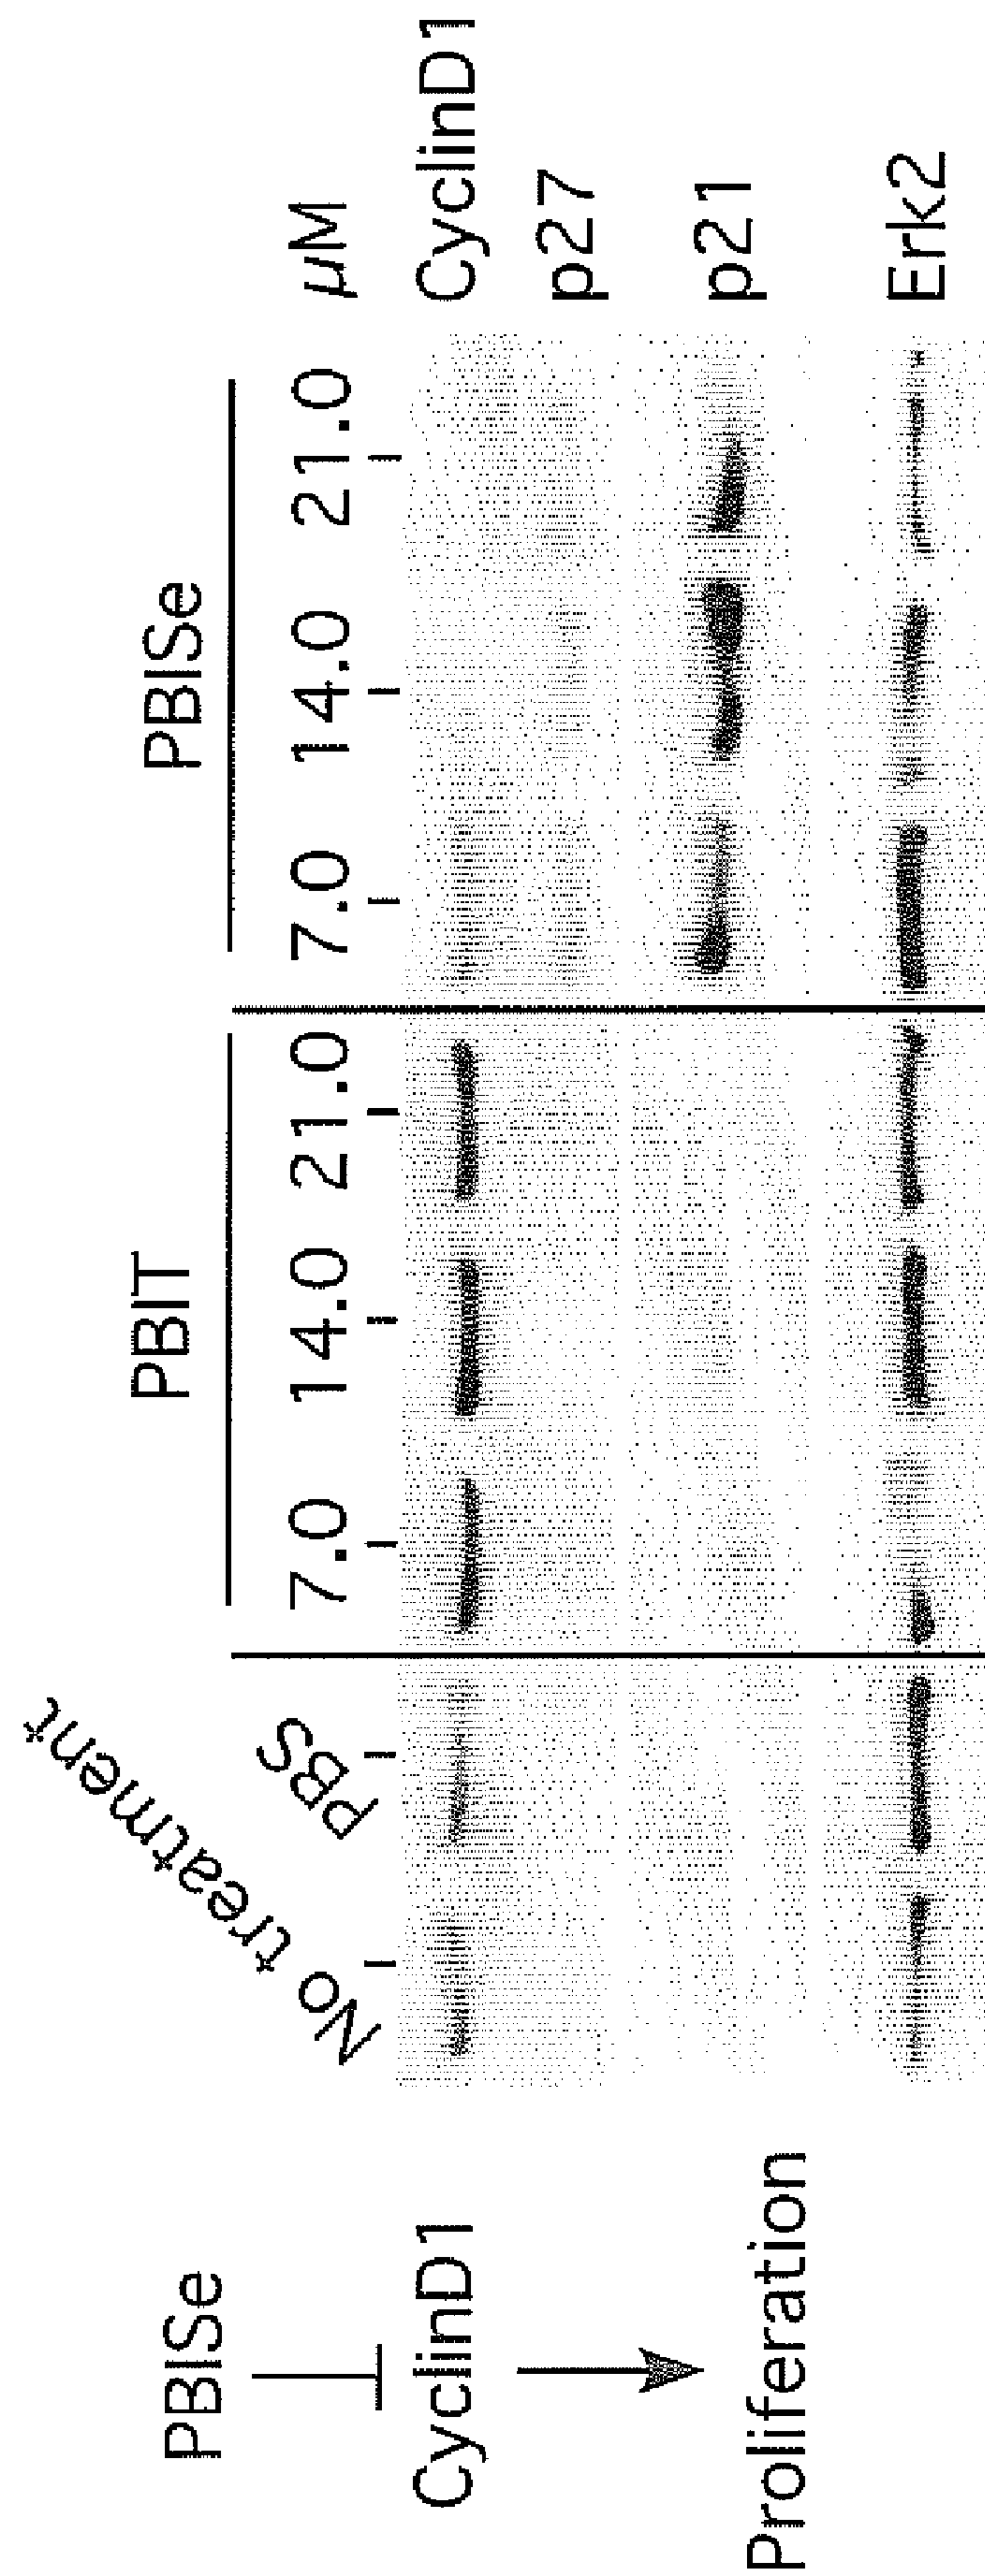 PBISe
CyclinD1
Proliferation
No treatment
PBS
PBIT
PBISe
7.0 14.0 21.0 7.0 14.0 21.0 μM
CyclinD1
p27
p21
Erk2